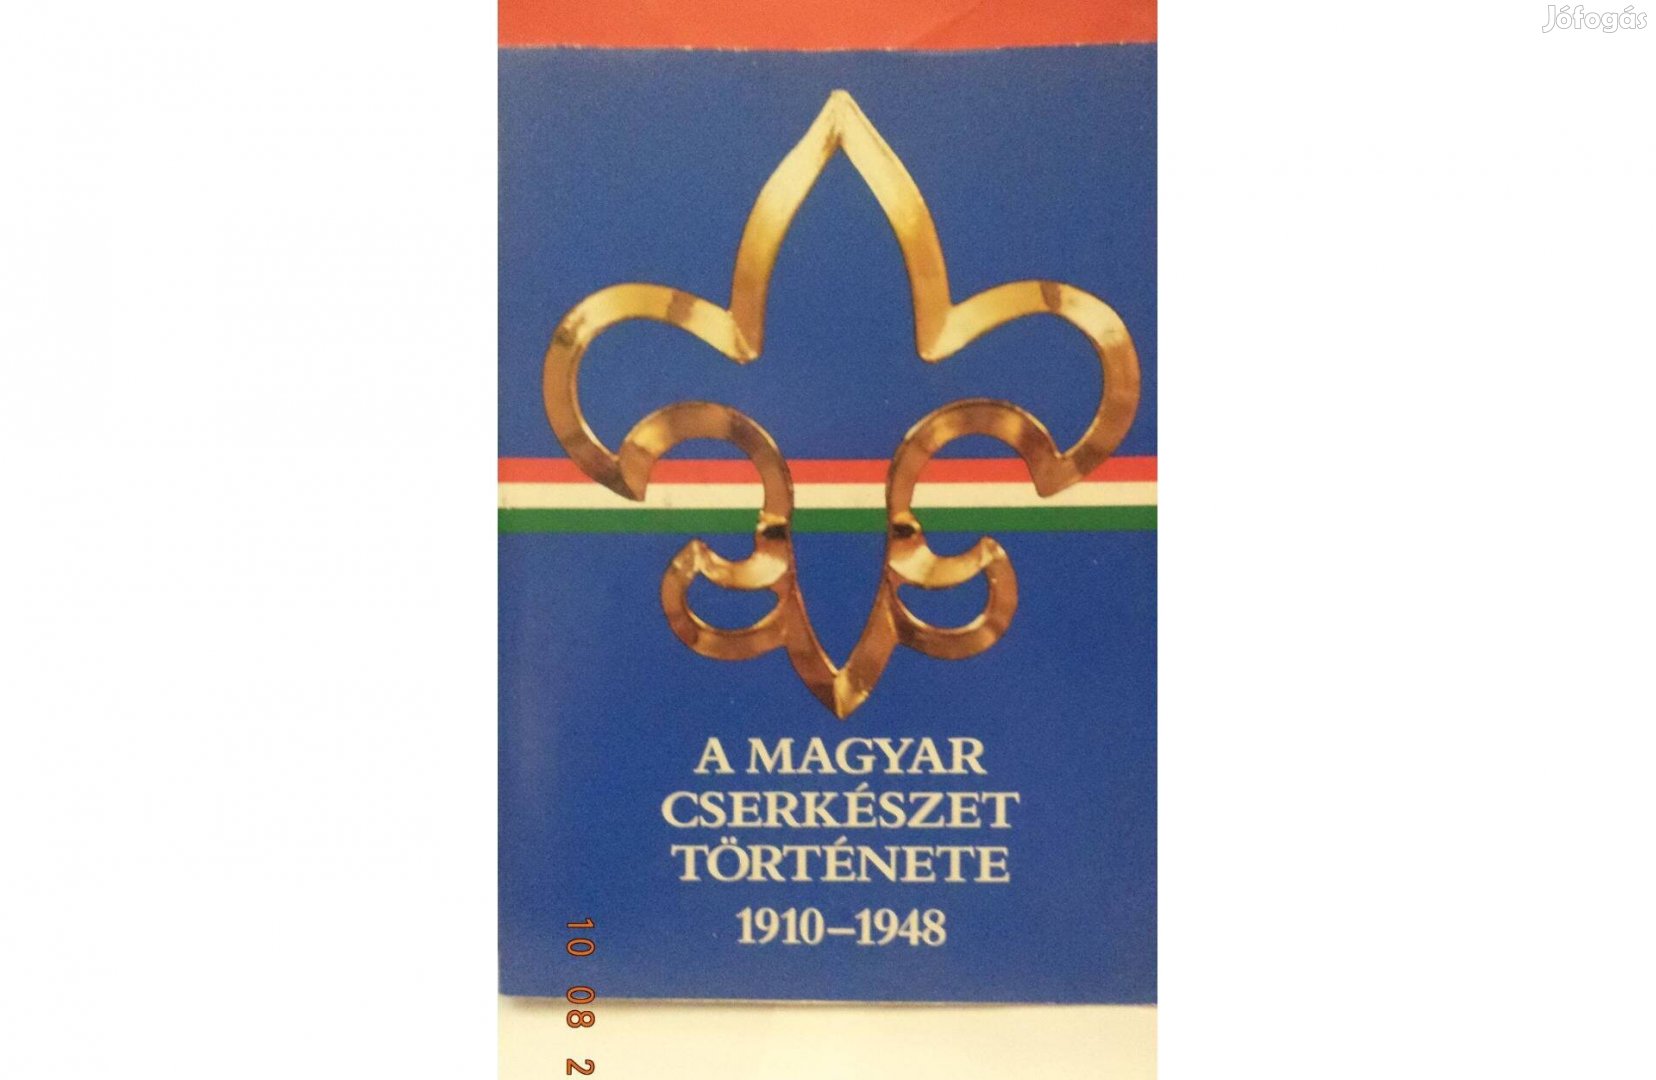 Jófogás
A MAGYAR
CSERKÉSZET
TÖRTÉNETE
1910–1948
10 08 2